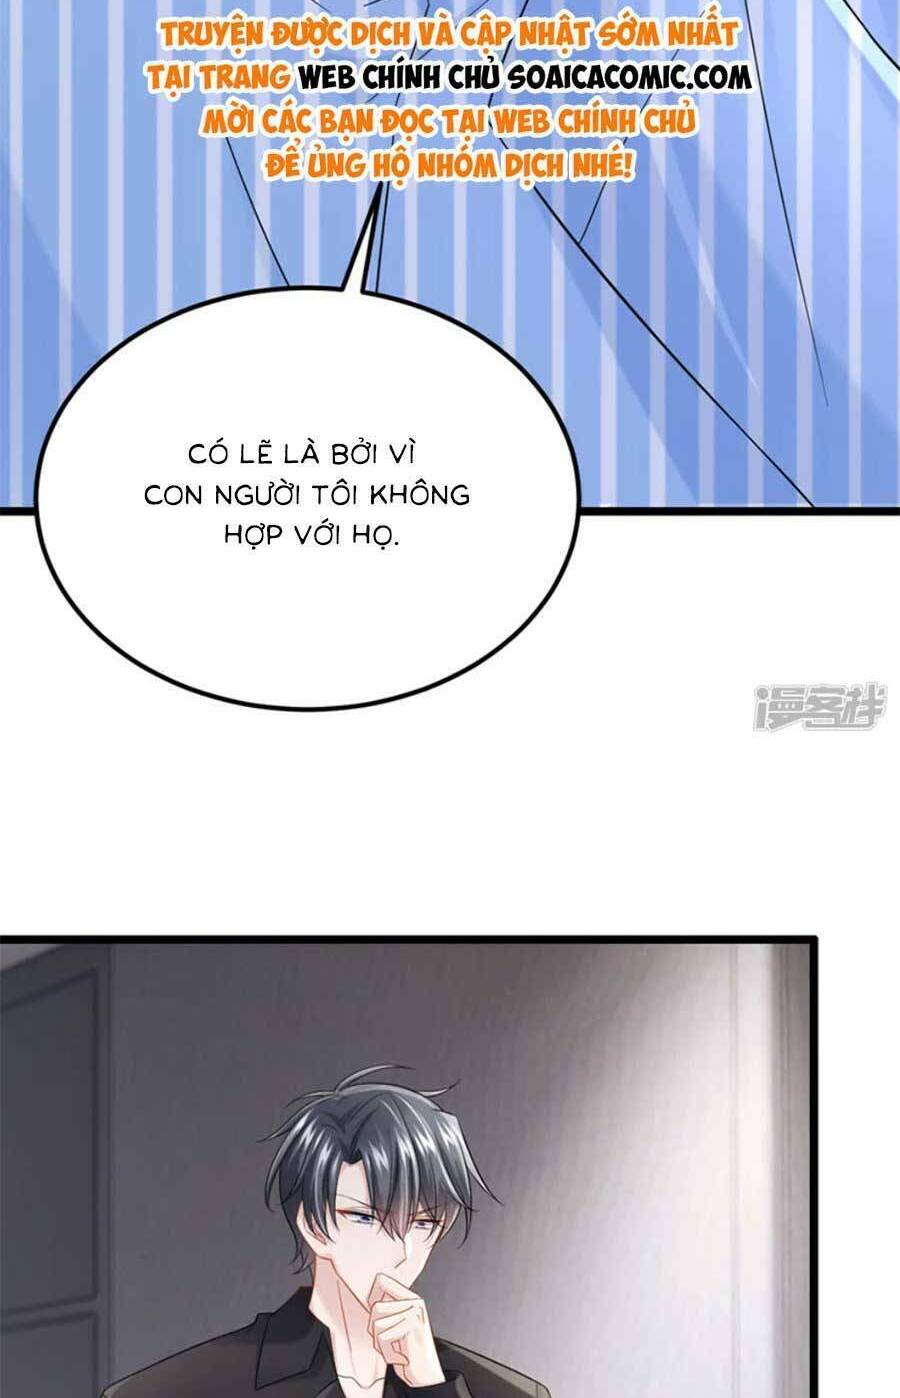 TRUYỆN ĐƯỢC DỊCH VÀ CẬP NHẬT SỚM NHẤT
TẠI TRANG WEB CHÍNH CHỦ SOAICACOMIC.COM
MỜI CÁC BẠN ĐỌC TẠI WEB CHÍNH CHỦ
ĐỂ ỦNG HỘ NHÓM DỊCH NHÉ!
CÓ LẼ LÀ BỞI VÌ
CON NGƯỜI TÔI KHÔNG
HỢP VỚI HỌ.
漫客栈